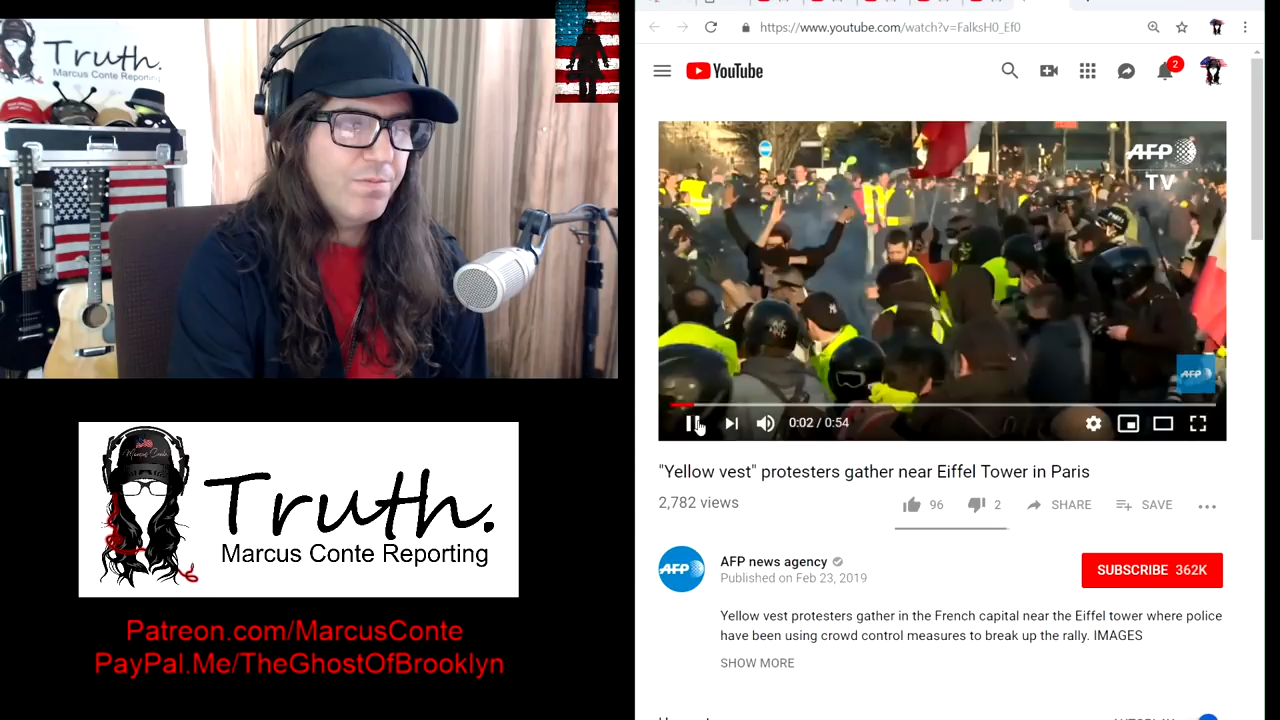 Truth.
Marcus Conte Reporting
Truth.
Marcus Conte Reporting
Patreon.com/MarcusConte
PayPal.Me/TheGhostOfBrooklyn
https://www.youtube.com/watch?v=FalksH0_Ef0
YouTube
2
AFP
TV
AFP
0:02 / 0:54
"Yellow vest" protesters gather near Eiffel Tower in Paris
2,782 views
96
2
SHARE
SAVE
AFP
AFP news agency
Published on Feb 23, 2019
SUBSCRIBE 362K
Yellow vest protesters gather in the French capital near the Eiffel tower where police
have been using crowd control measures to break up the rally. IMAGES
SHOW MORE